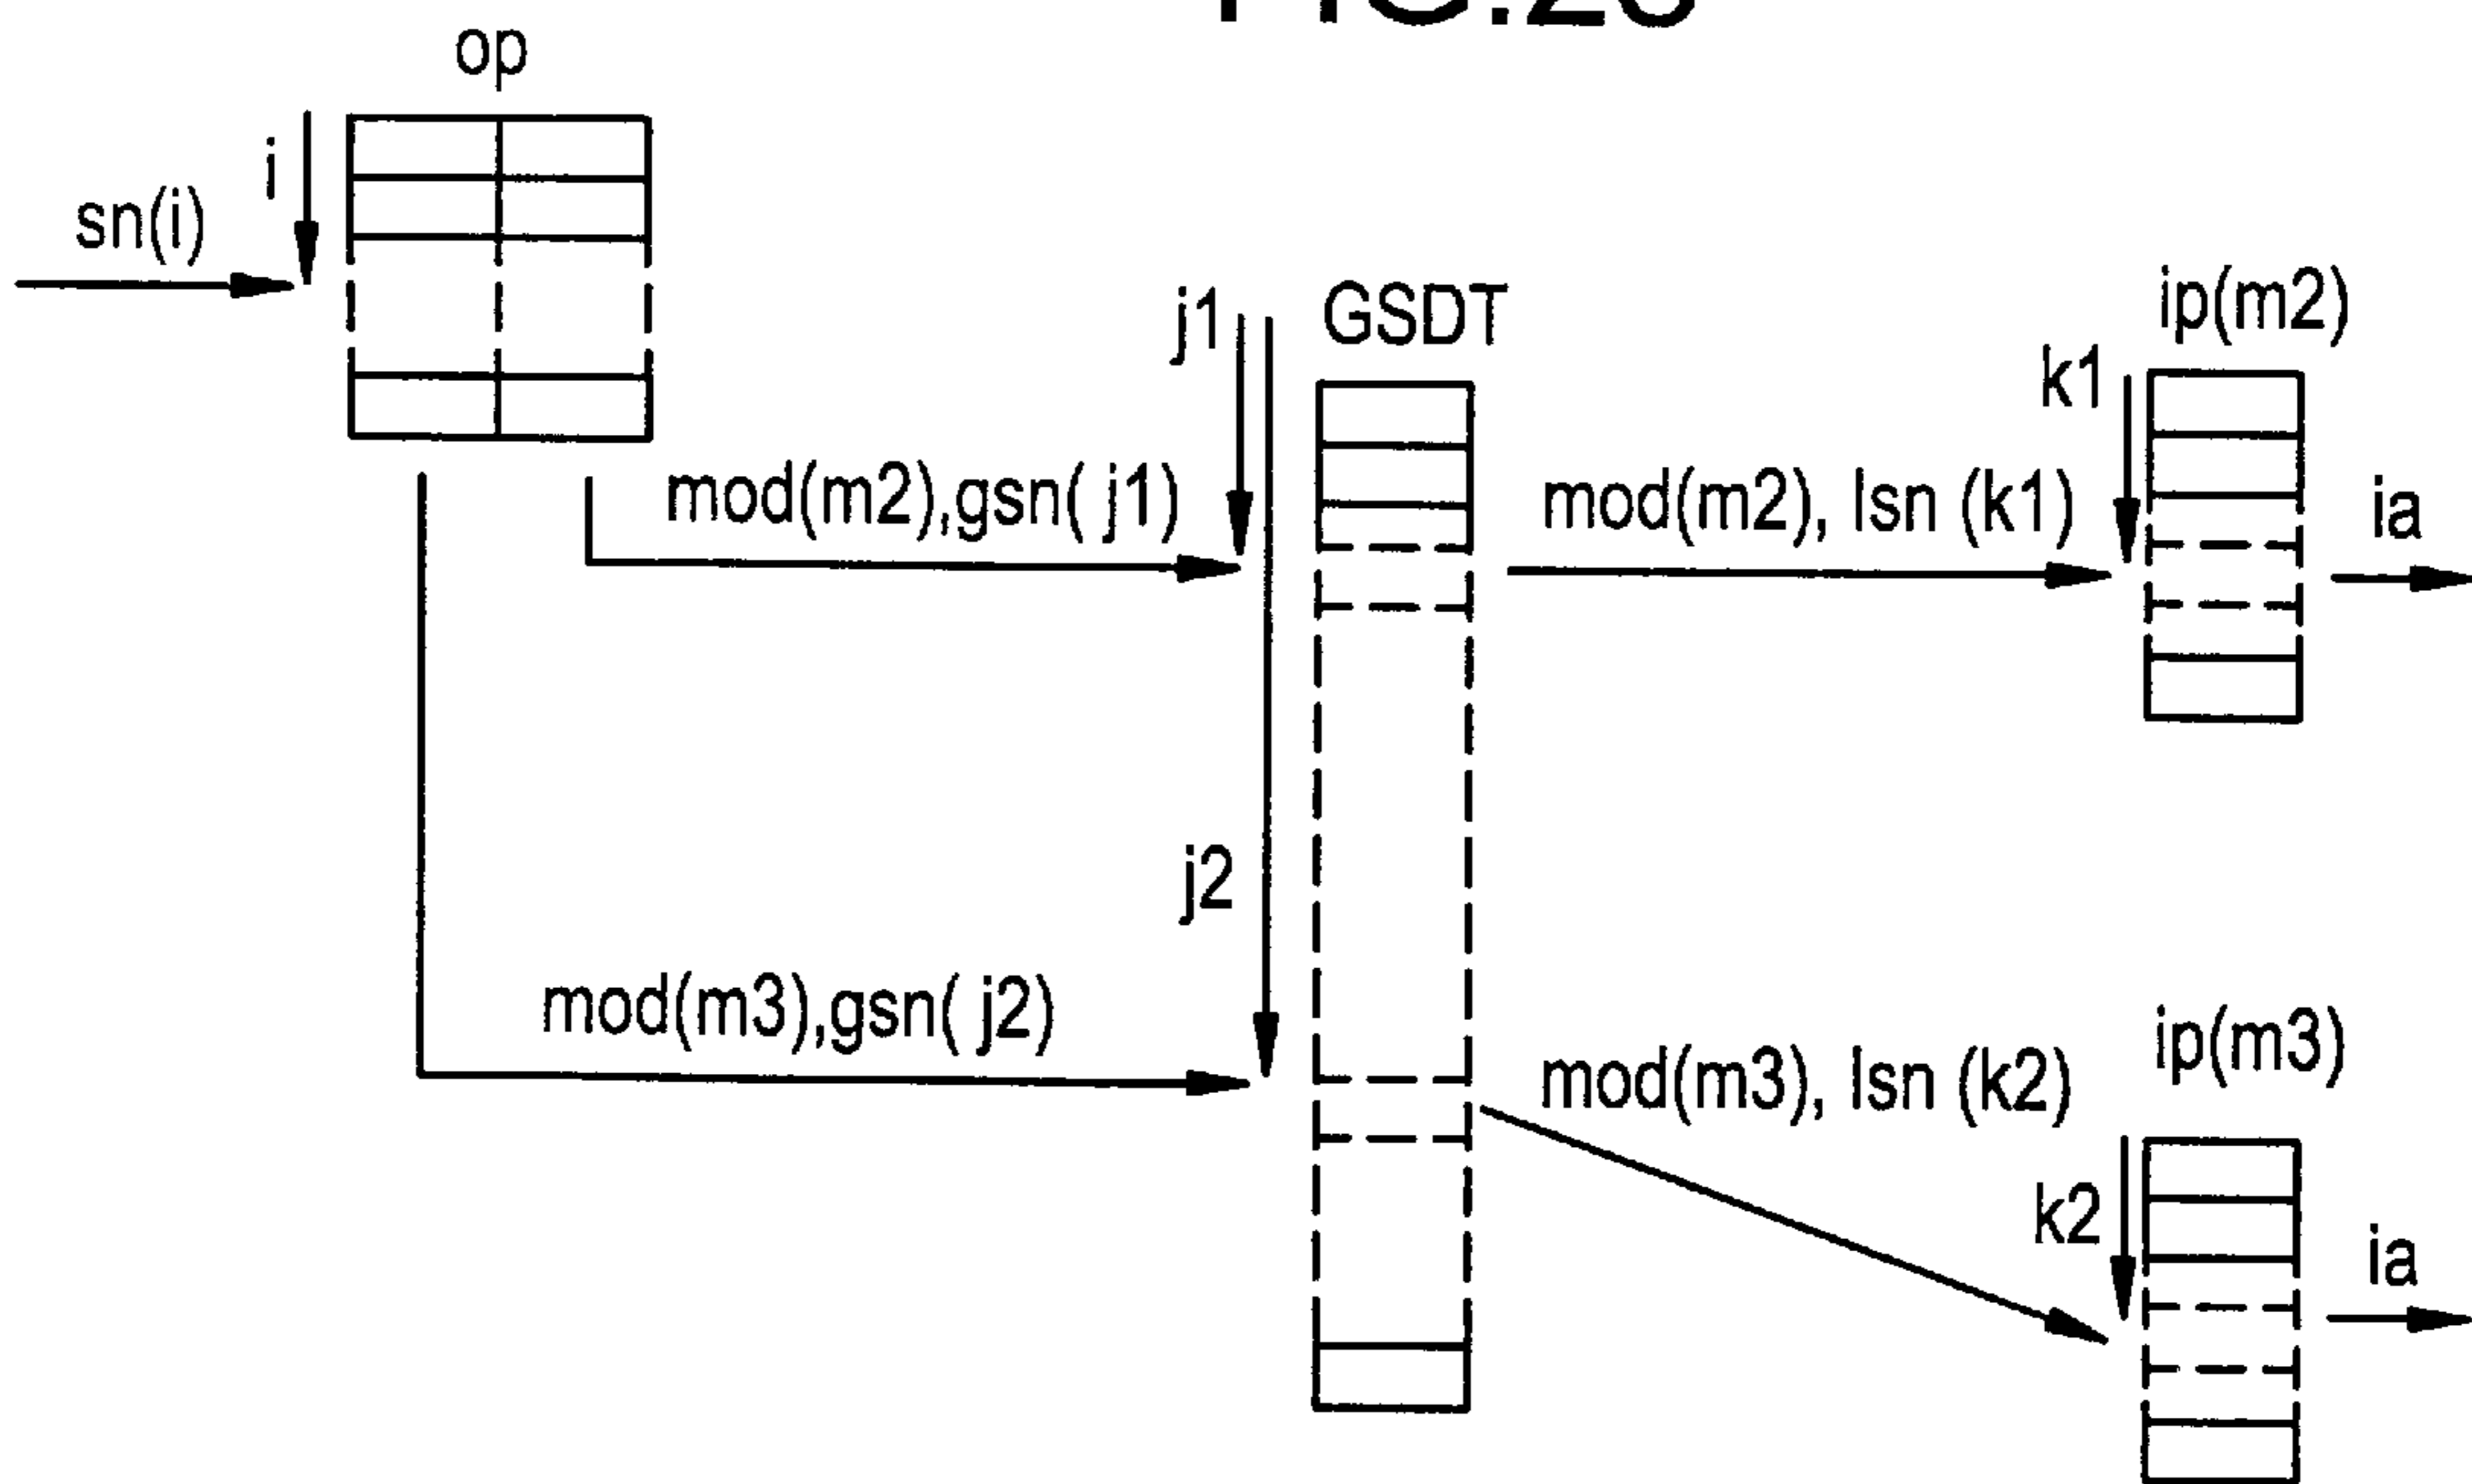 op
i
sn(i)
j1
GSDT
ip(m2)
k1
mod(m2),gsn( j1)
mod(m2), lsn (k1)
ia
j2
mod(m3),gsn( j2)
mod(m3), lsn (k2)
ip(m3)
k2
ia